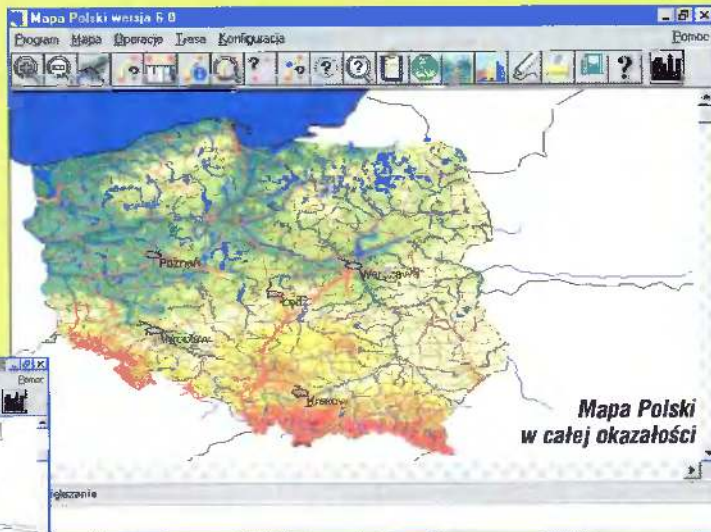 Mapa Polski wersja 6.0
Program Mapa Operacje Trasa Konfiguracja Pomoc
Poznań
Warszawa
Łódź
Wrocław
Kraków
Mapa Polski
w całej okazałości
Pomoc